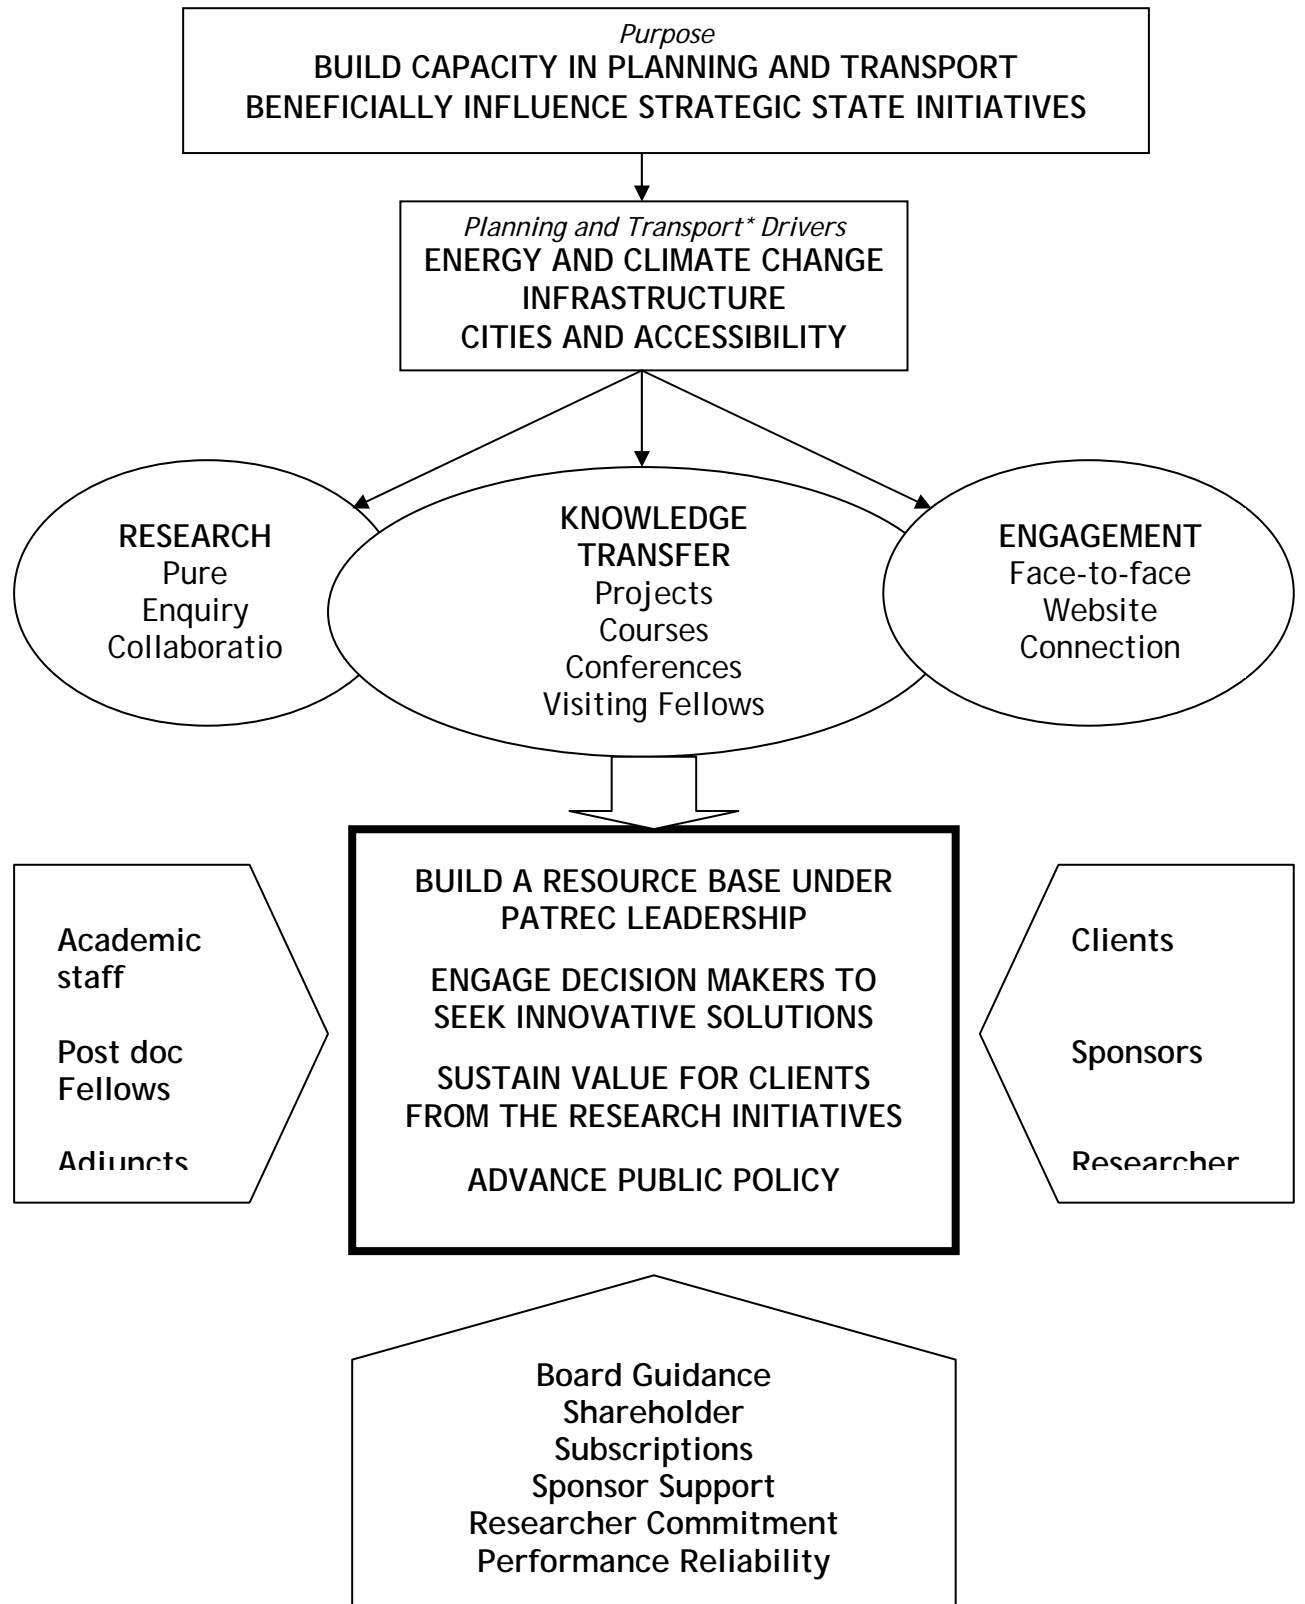 Purpose
BUILD CAPACITY IN PLANNING AND TRANSPORT
BENEFICIALLY INFLUENCE STRATEGIC STATE INITIATIVES
Planning and Transport* Drivers
ENERGY AND CLIMATE CHANGE
INFRASTRUCTURE
CITIES AND ACCESSIBILITY
RESEARCH
Pure
Enquiry
Collaboratio
KNOWLEDGE
TRANSFER
Projects
Courses
Conferences
Visiting Fellows
ENGAGEMENT
Face-to-face
Website
Connection
Academic
staff
Post doc
Fellows
Adjuncts
BUILD A RESOURCE BASE UNDER
PATREC LEADERSHIP
ENGAGE DECISION MAKERS TO
SEEK INNOVATIVE SOLUTIONS
SUSTAIN VALUE FOR CLIENTS
FROM THE RESEARCH INITIATIVES
ADVANCE PUBLIC POLICY
Clients
Sponsors
Researcher
Board Guidance
Shareholder
Subscriptions
Sponsor Support
Researcher Commitment
Performance Reliability